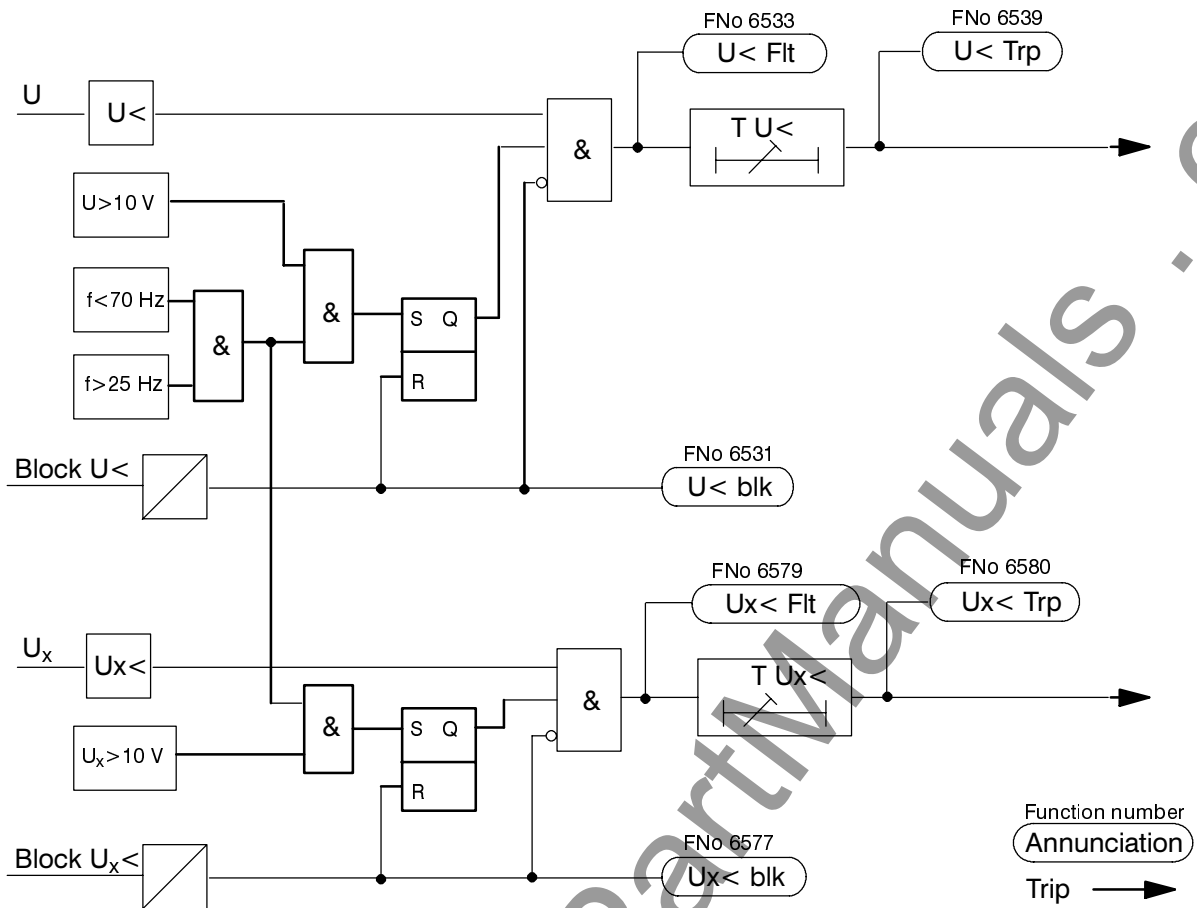 FNo 6533
U< Flt
FNo 6539
U< Trp
U
U<
&
T U<
U>10 V
f<70 Hz
&
&
S Q
R
f>25 Hz
Block U<
FNo 6531
U< blk
FNo 6579
Ux< Flt
FNo 6580
Ux< Trp
Ux
Ux<
&
T Ux<
&
S Q
R
Ux>10 V
Block Ux<
FNo 6577
Ux< blk
Function number
Annunciation
Trip
PartManuals .